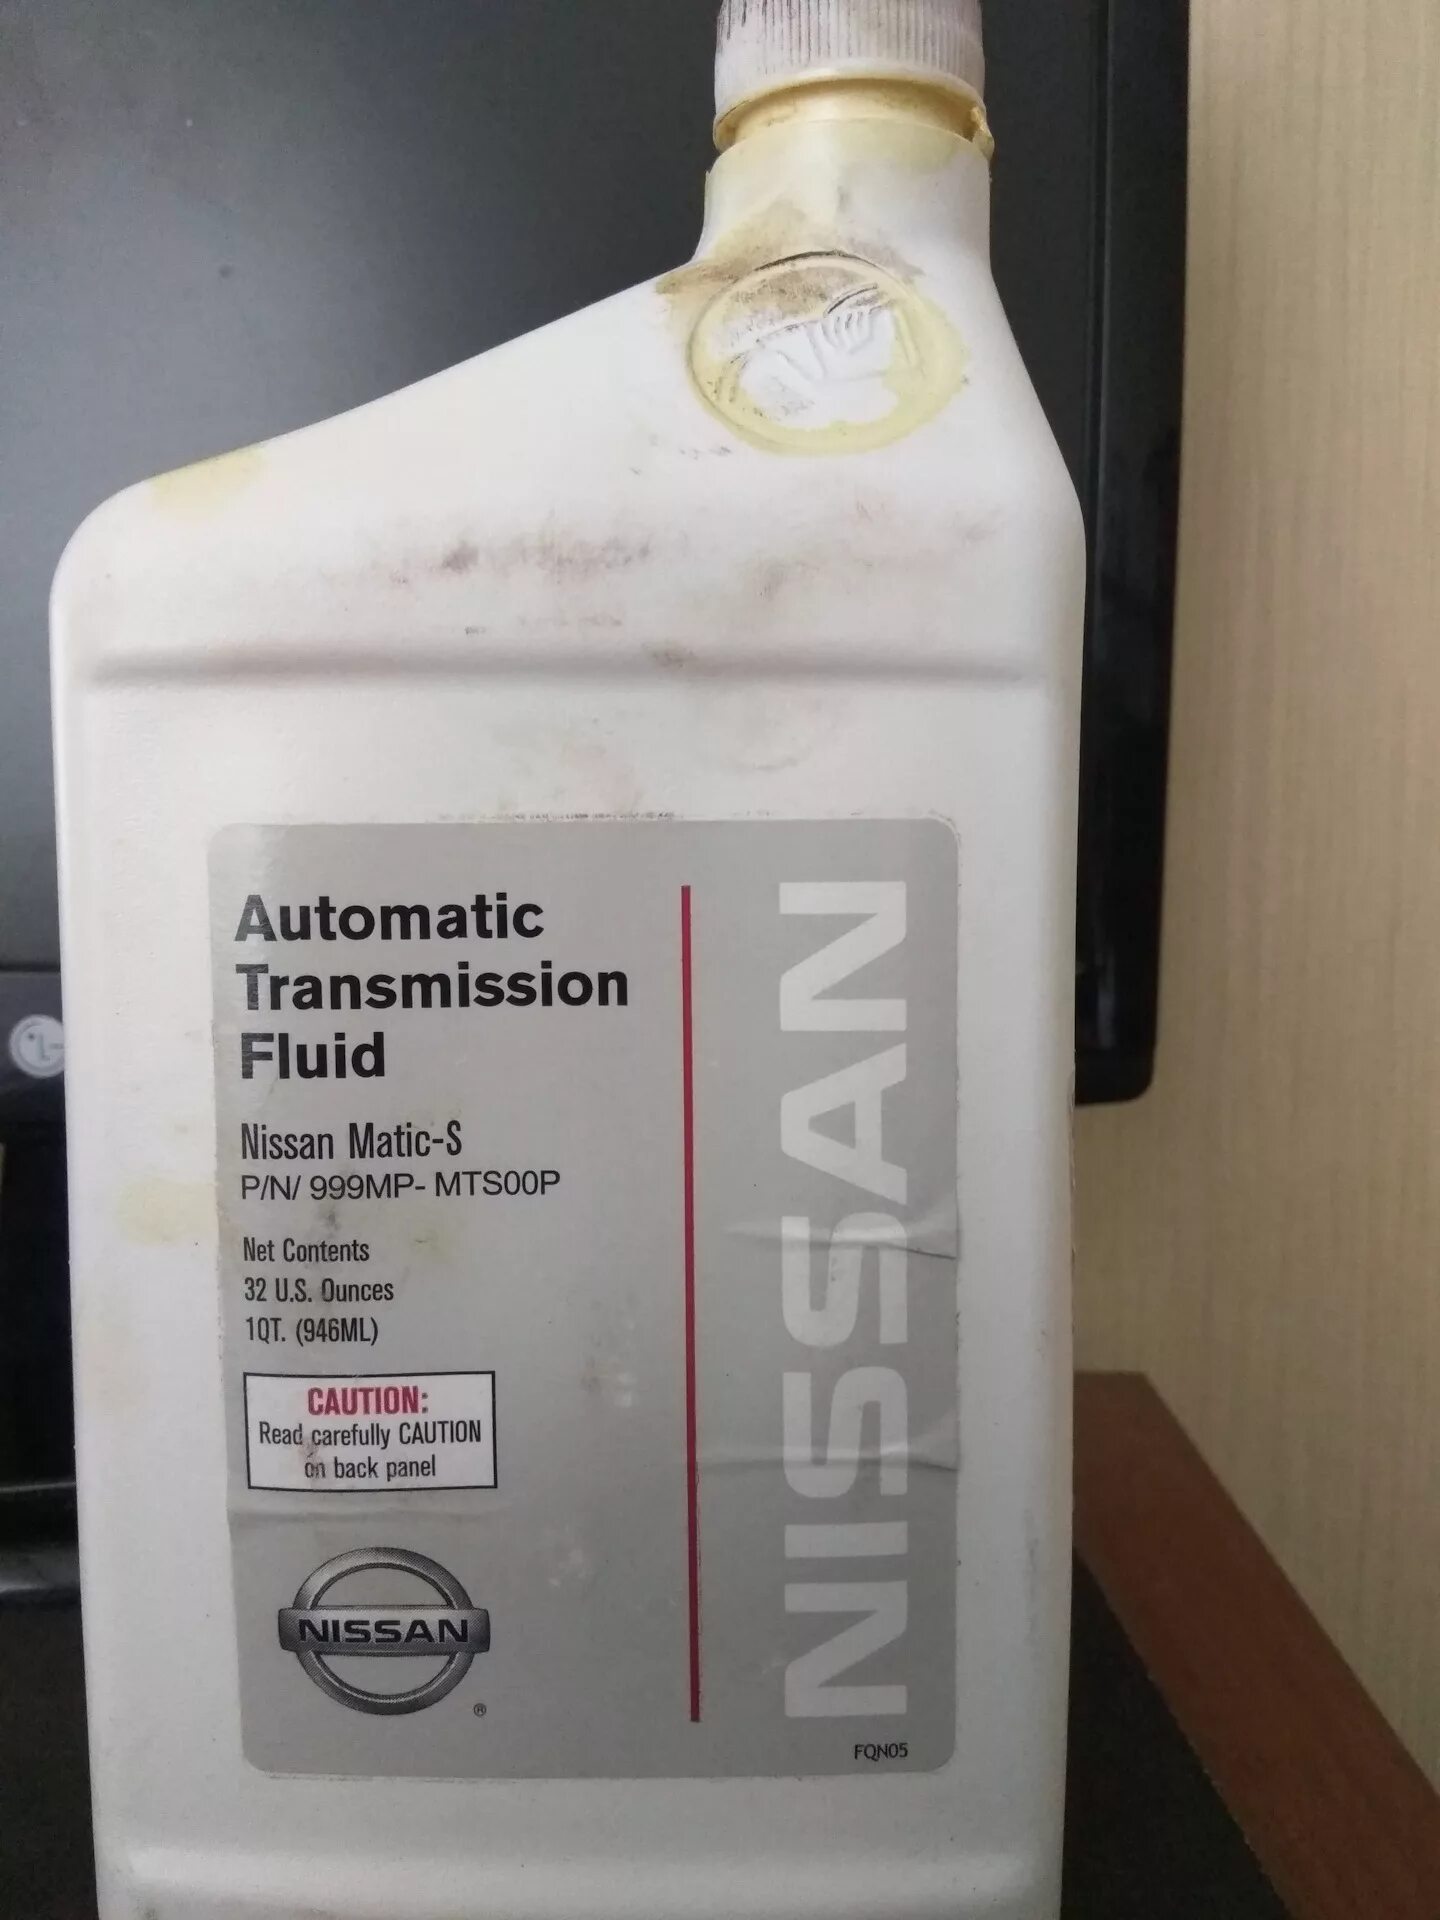 Automatic
Transmission
Fluid
Nissan Matic-S
P/N/ 999MP- MTS00P
Net Contents
32 U.S. Ounces
1QT. (946ML)
CAUTION:
Read carefully CAUTION
on back panel
NISSAN
®
NISSAN
FQN05
LG